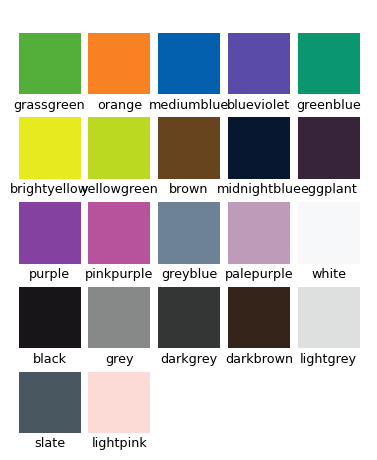 grassgreen orange mediumblue blueviolet greenblue
brightyellow yellowgreen brown midnightblue eggplant
purple pinkpurple greyblue palepurple white
black grey darkgrey darkbrown lightgrey
slate lightpink